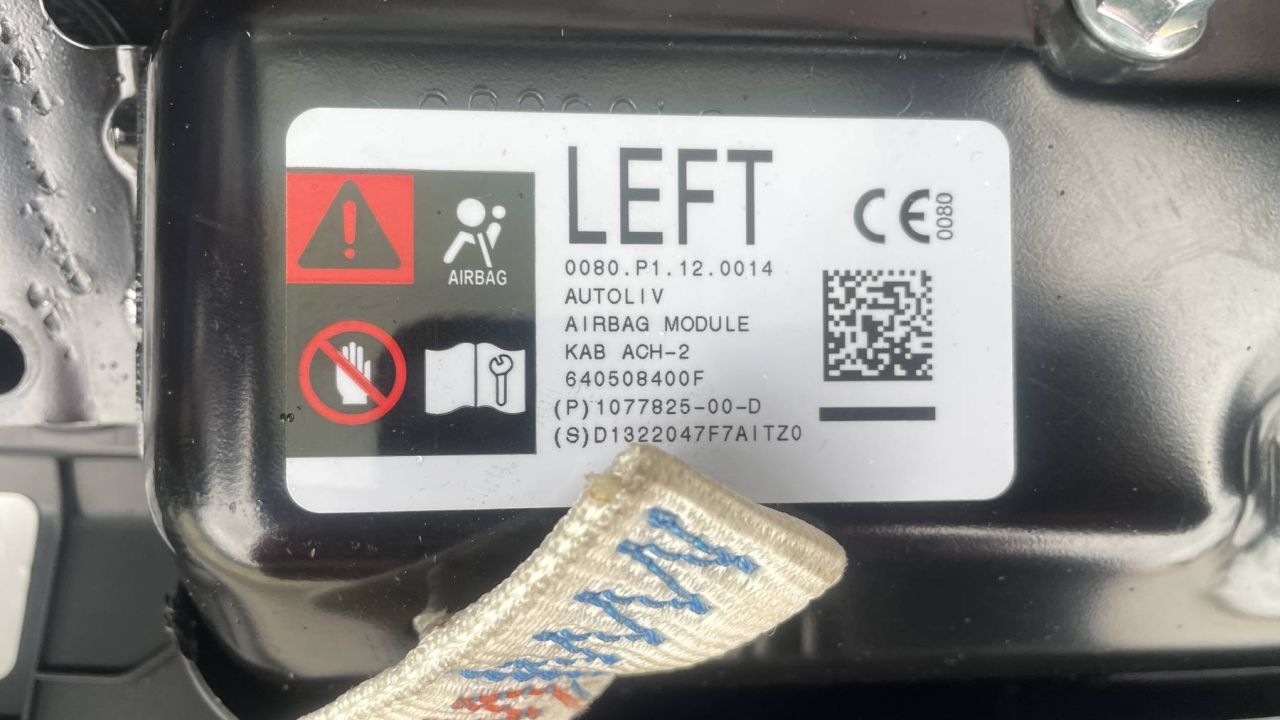 LEFT
0080.P1.12.0014
AUTOLIV
AIRBAG MODULE
KAB ACH-2
640508400F
(P)1077825-00-D
(S)D1322047F7AITZ0
AIRBAG
CE 0080